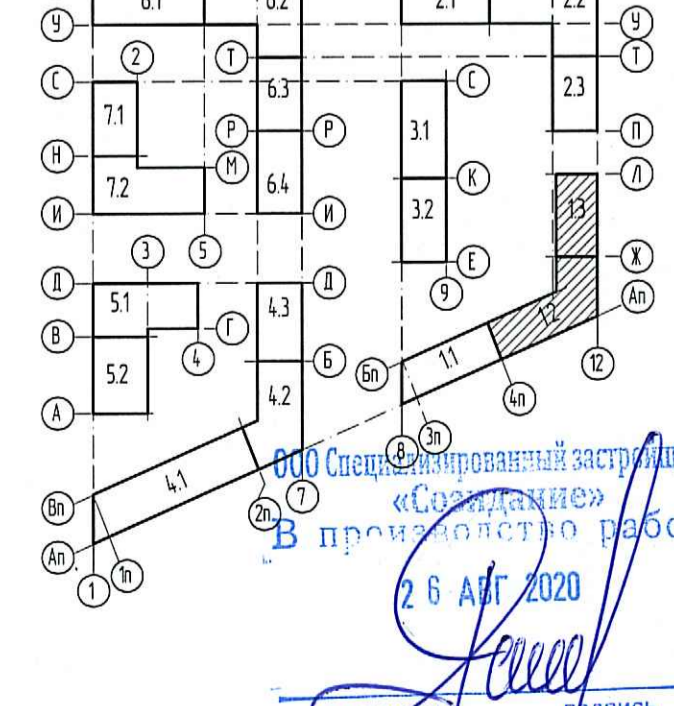 6.1 6.2 2.1 2.2
У У
Т Т
С 2 6.3 С 2.3
7.1 3.1
Р Р П
Н М К Л
7.2 6.4 3.2 1.3
И И
3 5 Е Ж
Д 5.1 4.3 Д 9
Г 1.2 Ап
В 4 Б Бп 1.1
5.2 4.2 4п 12
А 8 3п
4.1
ООО Специализированный застройщ
7
Вп 2п «Созидание»
В производство рабо
Ап 1п
1 26 АВГ 2020
подпись